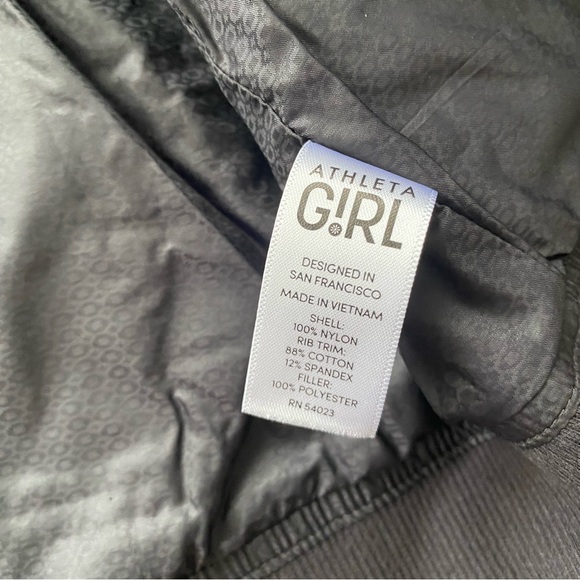 ATHLETA
G!RL
DESIGNED IN
SAN FRANCISCO
MADE IN VIETNAM
SHELL:
100% NYLON
RIB TRIM:
88% COTTON
12% SPANDEX
FILLER:
100% POLYESTER
RN 54023